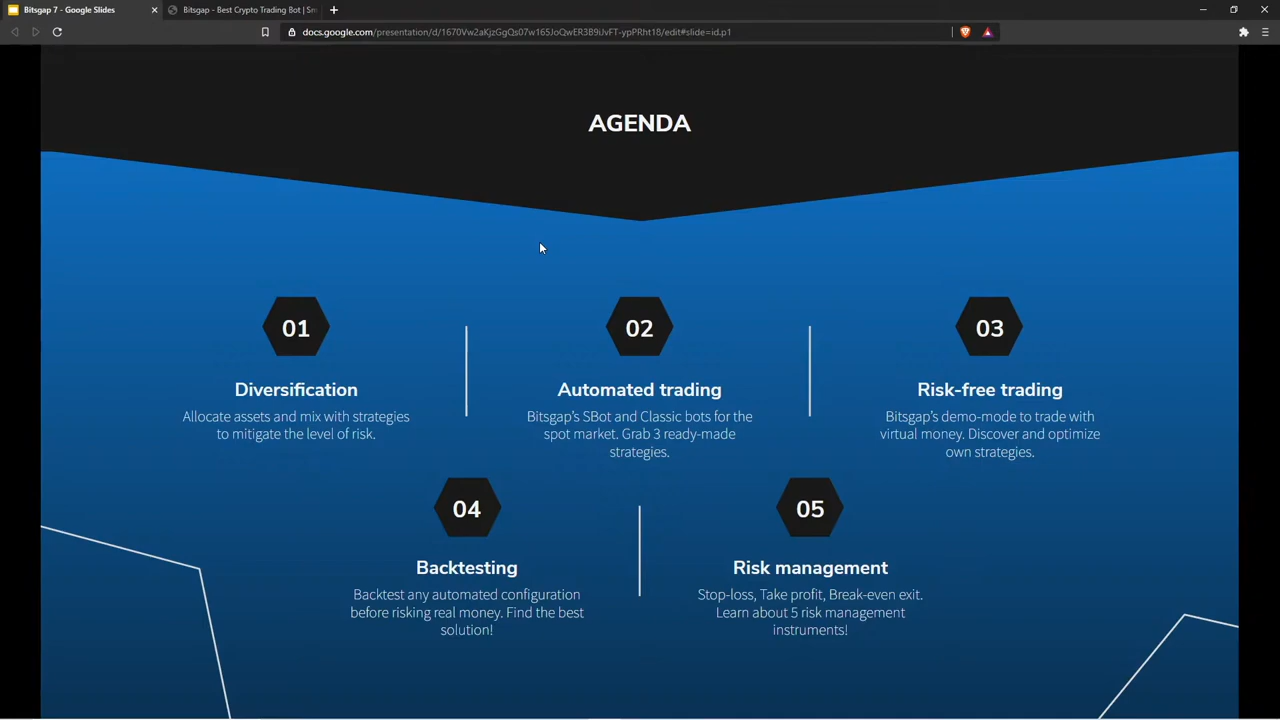 Bitsgap 7 - Google Slides
Bitsgap - Best Crypto Trading Bot | Sm
docs.google.com/presentation/d/1670Vw2aKjzGgQs07w165JoQwER3B9iJvFT-ypPRht18/edit#slide=id.p1
AGENDA
01
02
03
Diversification
Automated trading
Risk-free trading
Allocate assets and mix with strategies
to mitigate the level of risk.
Bitsgap's SBot and Classic bots for the
spot market. Grab 3 ready-made
strategies.
Bitsgap's demo-mode to trade with
virtual money. Discover and optimize
own strategies.
04
05
Backtesting
Risk management
Backtest any automated configuration
before risking real money. Find the best
solution!
Stop-loss, Take profit, Break-even exit.
Learn about 5 risk management
instruments!